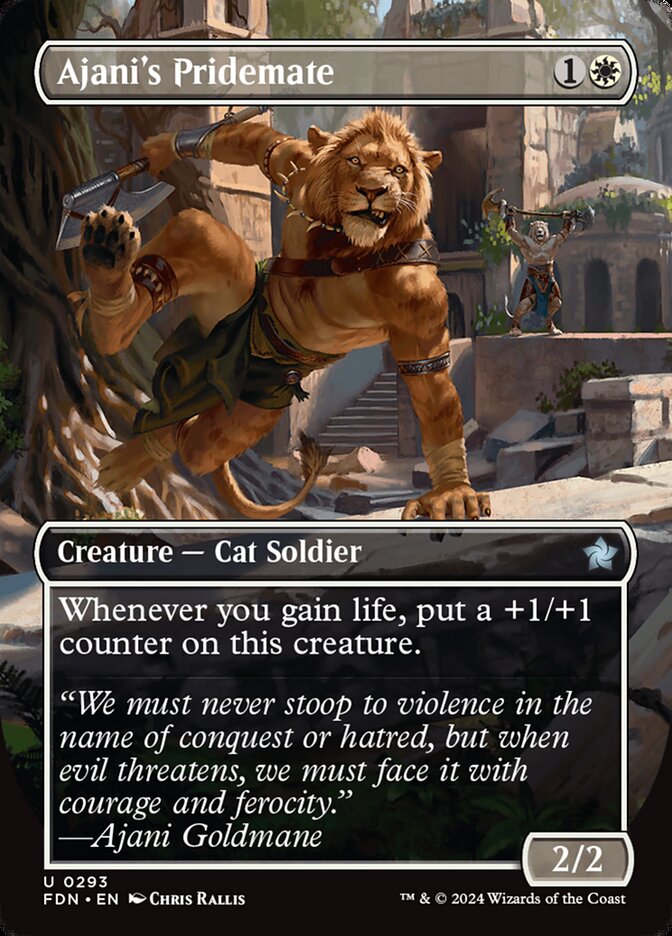 Ajani's Pridemate 1
Creature — Cat Soldier
Whenever you gain life, put a +1/+1
counter on this creature.
“We must never stoop to violence in the
name of conquest or hatred, but when
evil threatens, we must face it with
courage and ferocity.”
—Ajani Goldmane
2/2
U 0293
FDN • EN Chris Rallis
™ & © 2024 Wizards of the Coast